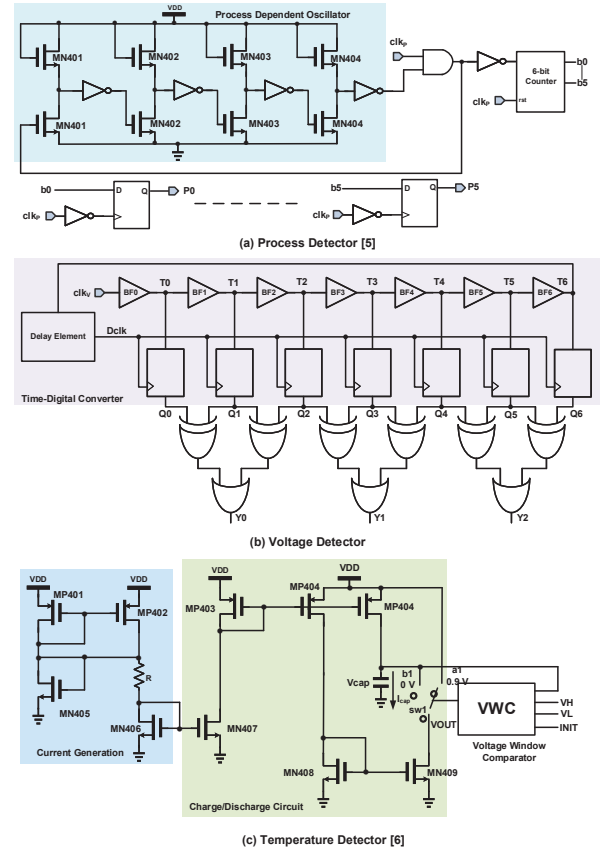 Process Dependent Oscillator
VDD
MN401
MN402
MN403
MN404
MN401
MN402
MN403
MN404
clkP
clkP
6-bit
Counter
rst
b0
b5
b0
D
Q
P0
clkP
b5
D
Q
P5
clkP
(a) Process Detector [5]
clkV
BF0
T0
BF1
T1
BF2
T2
BF3
T3
BF4
T4
BF5
T5
BF6
T6
Delay Element
Dclk
Time-Digital Converter
Q0
Q1
Q2
Q3
Q4
Q5
Q6
Y0
Y1
Y2
(b) Voltage Detector
VDD
VDD
MP401
MP402
R
MN405
MN406
Current Generation
VDD
MP403
MP404
VDD
MP404
MN407
Vcap
Icap
b1
0 V
a1
0.9 V
sw1
VOUT
MN408
MN409
Charge/Discharge Circuit
VWC
VH
VL
INIT
Voltage Window
Comparator
(c) Temperature Detector [6]